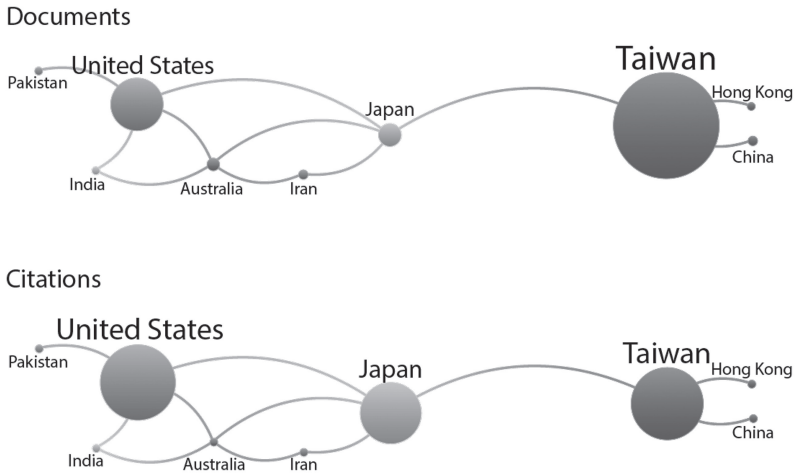 Documents
Taiwan
United States
Pakistan
Hong Kong
Japan
China
India
Australia
Iran
Citations
United States
Taiwan
Pakistan
Japan
Hong Kong
China
India
Australia
Iran